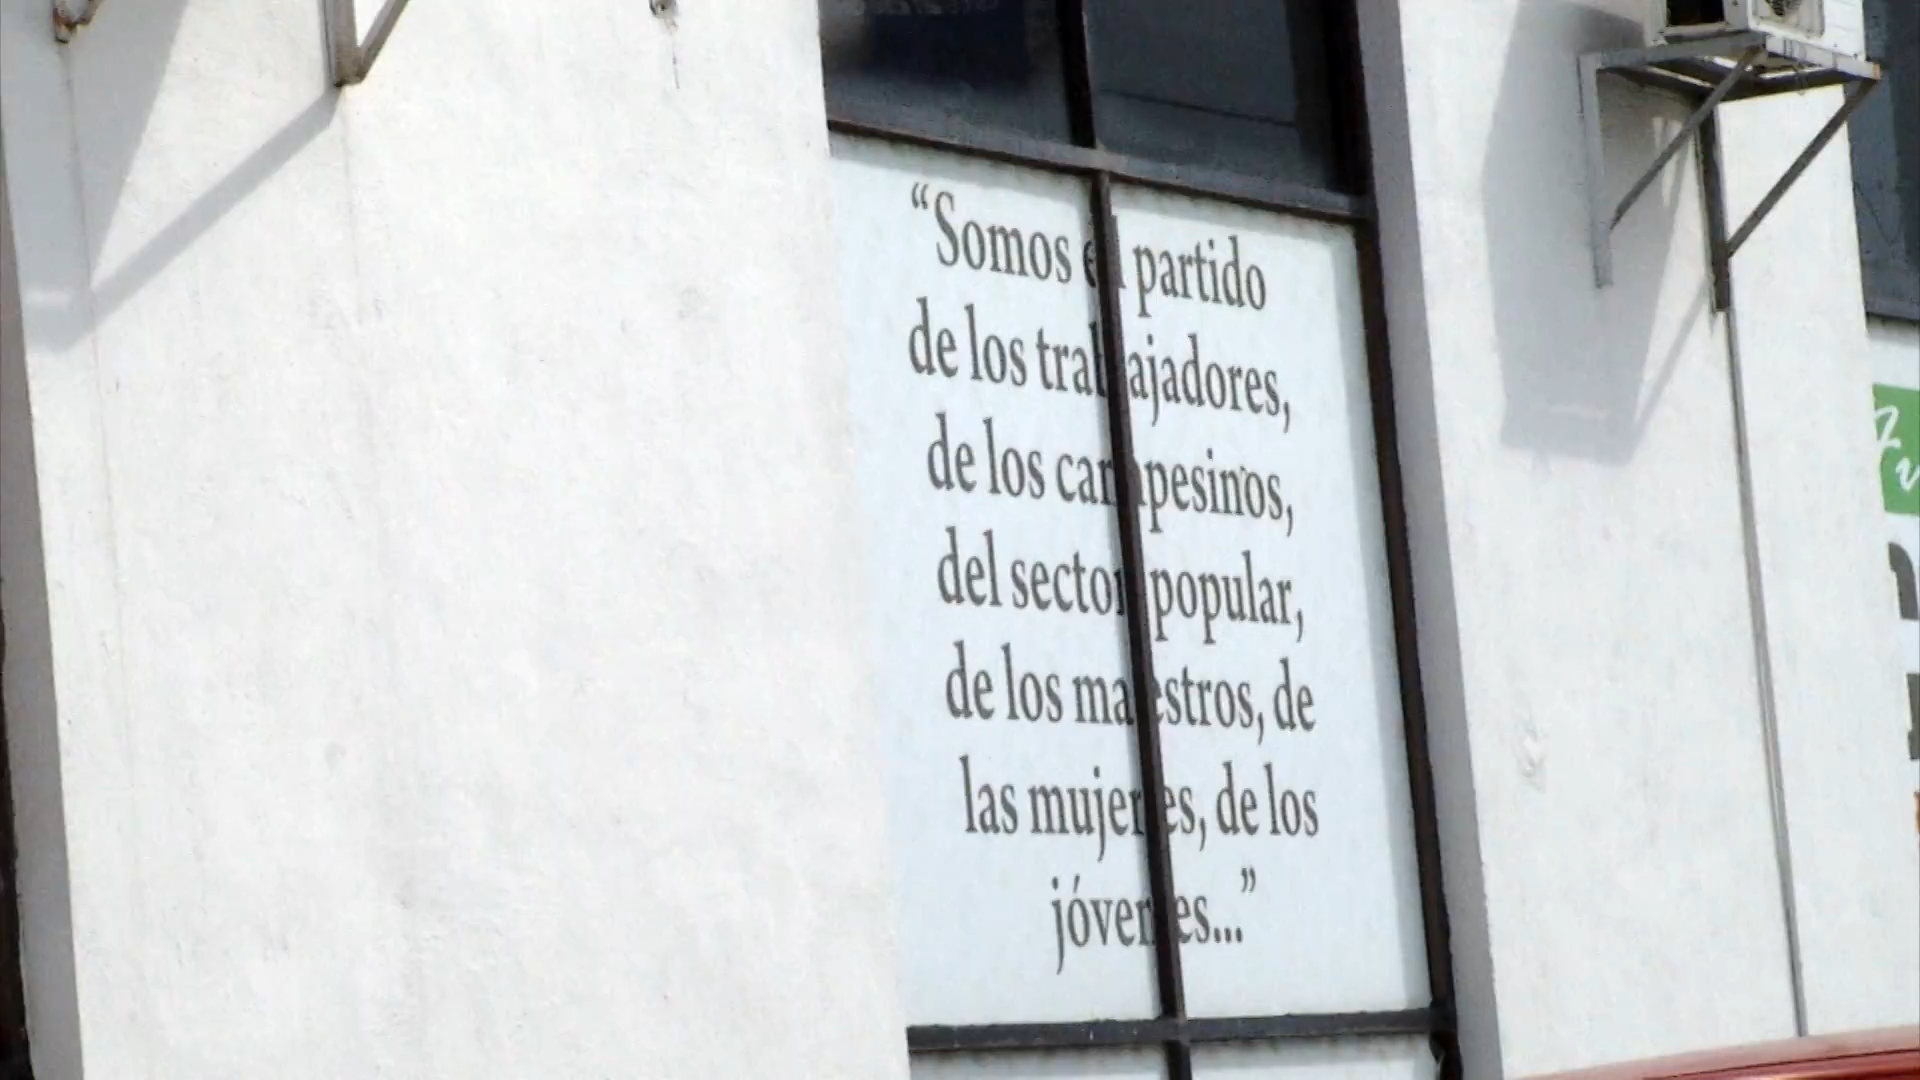 “Somos el partido
de los trabajadores,
de los campesinos,
del sector popular,
de los maestros, de
las mujeres, de los
jóvenes...”